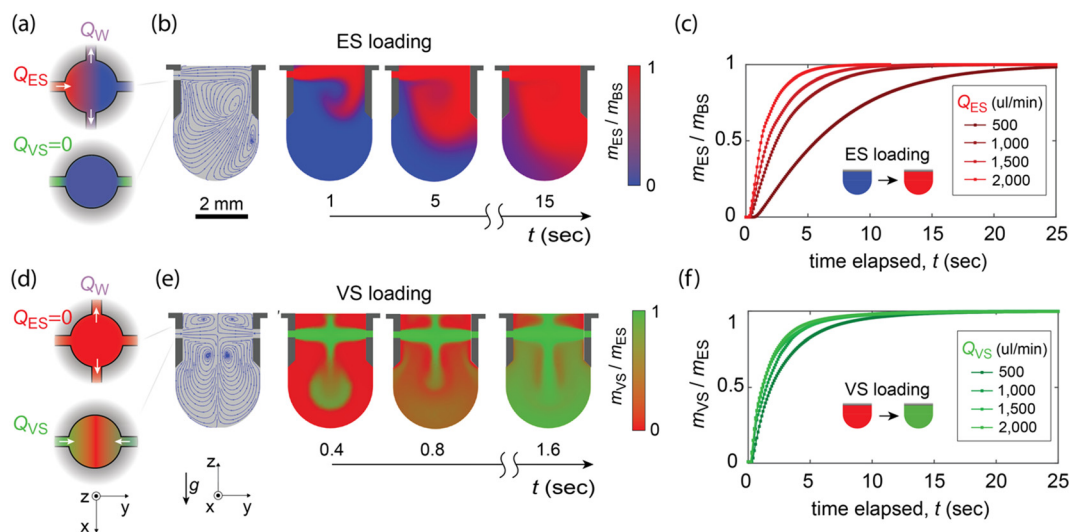 (a)
Q_W
Q_ES
Q_VS=0
(b)
ES loading
2 mm
1
0
m_ES / m_BS
1 5 15
t (sec)
(c)
m_ES / m_BS
1
0.5
0
0 5 10 15 20 25
time elapsed, t (sec)
Q_ES (ul/min)
500
1,000
1,500
2,000
ES loading
(d)
Q_W
Q_ES=0
Q_VS
z
y
x
(e)
VS loading
1
0
m_VS / m_ES
0.4 0.8 1.6
t (sec)
g
z
x
y
(f)
m_VS / m_ES
1
0.5
0
0 5 10 15 20 25
time elapsed, t (sec)
Q_VS (ul/min)
500
1,000
1,500
2,000
VS loading